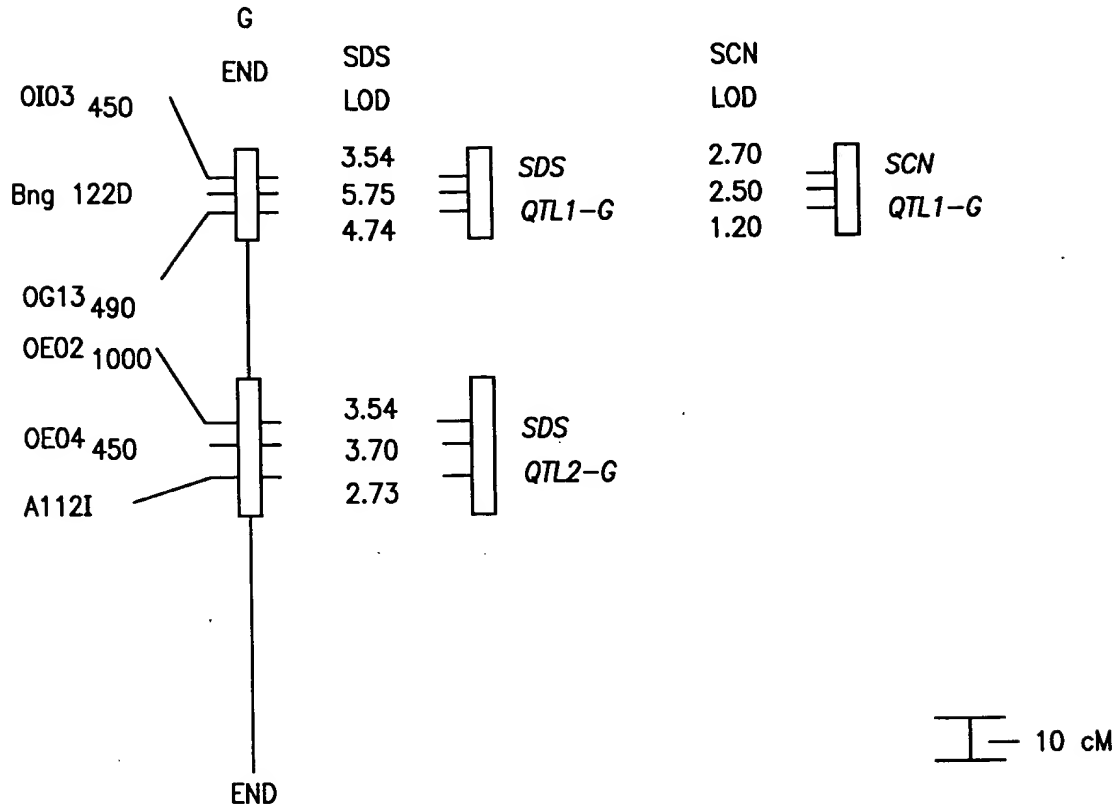 G
END
SDS
LOD
SCN
LOD
OI03 450
Bng 122D
OG13 490
3.54
5.75
4.74
SDS
QTL1-G
2.70
2.50
1.20
SCN
QTL1-G
OE02 1000
OE04 450
A112I
3.54
3.70
2.73
SDS
QTL2-G
10 cM
END